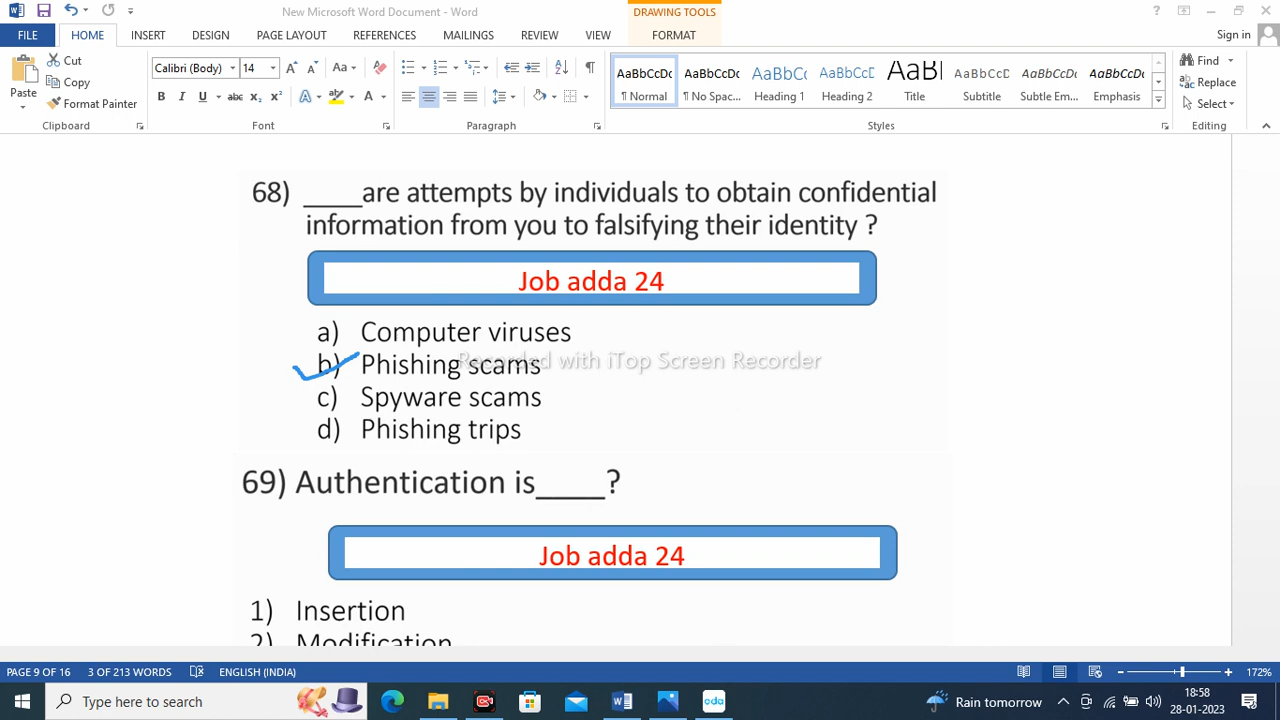 New Microsoft Word Document - Word
DRAWING TOOLS
?
FILE HOME INSERT DESIGN PAGE LAYOUT REFERENCES MAILINGS REVIEW VIEW FORMAT Sign in
Paste
Cut
Copy
Format Painter
Calibri (Body) 14
AaBbCcDc AaBbCcDc AaBbCc AaBbCc AaBl AaBbCcD AaBbCcDc AaBbCcDc
¶ Normal ¶ No Spac... Heading 1 Heading 2 Title Subtitle Subtle Em... Emphasis
Find
Replace
Select
Clipboard Font Paragraph Styles Editing
68) ____are attempts by individuals to obtain confidential
information from you to falsifying their identity ?
Job adda 24
a) Computer viruses
b) Phishing scams
Recorded with iTop Screen Recorder
c) Spyware scams
d) Phishing trips
69) Authentication is____?
Job adda 24
1) Insertion
2) Modification
PAGE 9 OF 16 3 OF 213 WORDS ENGLISH (INDIA) 172%
Type here to search
oda
Rain tomorrow
18:58
28-01-2023